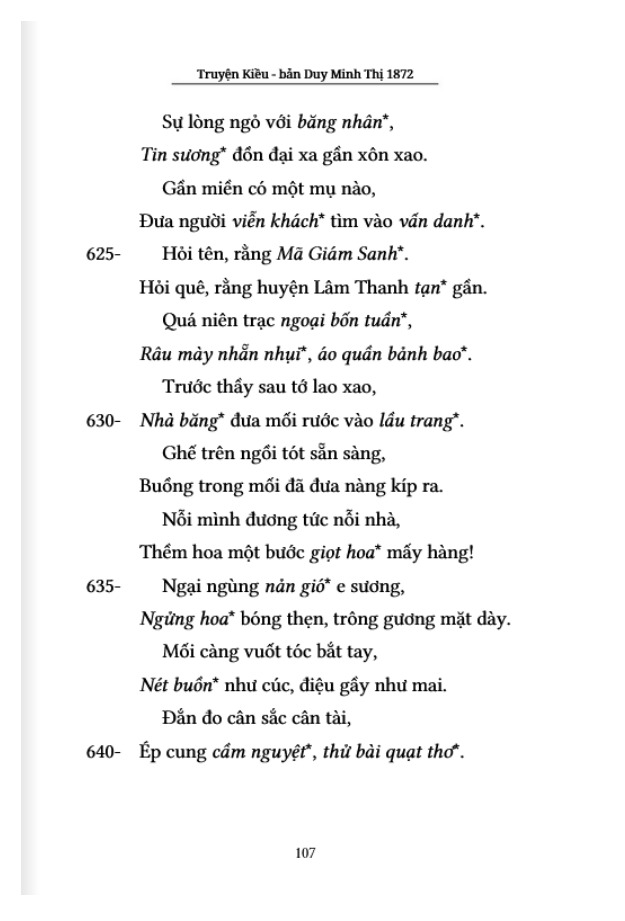 Truyện Kiều - bản Duy Minh Thị 1872
Sự lòng ngỏ với băng nhân*,
Tin sương* đồn đại xa gần xôn xao.
Gần miền có một mụ nào,
Đưa người viễn khách* tìm vào vấn danh*.
625- Hỏi tên, rằng Mã Giám Sanh*.
Hỏi quê, rằng huyện Lâm Thanh tạn* gần.
Quá niên trạc ngoại bốn tuần*,
Râu mày nhẵn nhụi*, áo quần bảnh bao*.
Trước thầy sau tớ lao xao,
630- Nhà băng* đưa mối rước vào lầu trang*.
Ghế trên ngồi tót sẵn sàng,
Buồng trong mối đã đưa nàng kíp ra.
Nỗi mình đương tức nỗi nhà,
Thềm hoa một bước giọt hoa* mấy hàng!
635- Ngại ngùng nản gió* e sương,
Ngửng hoa* bóng thẹn, trông gương mặt dày.
Mối càng vuốt tóc bắt tay,
Nét buồn* như cúc, điệu gầy như mai.
Đắn đo cân sắc cân tài,
640- Ép cung cầm nguyệt*, thử bài quạt thơ*.
107